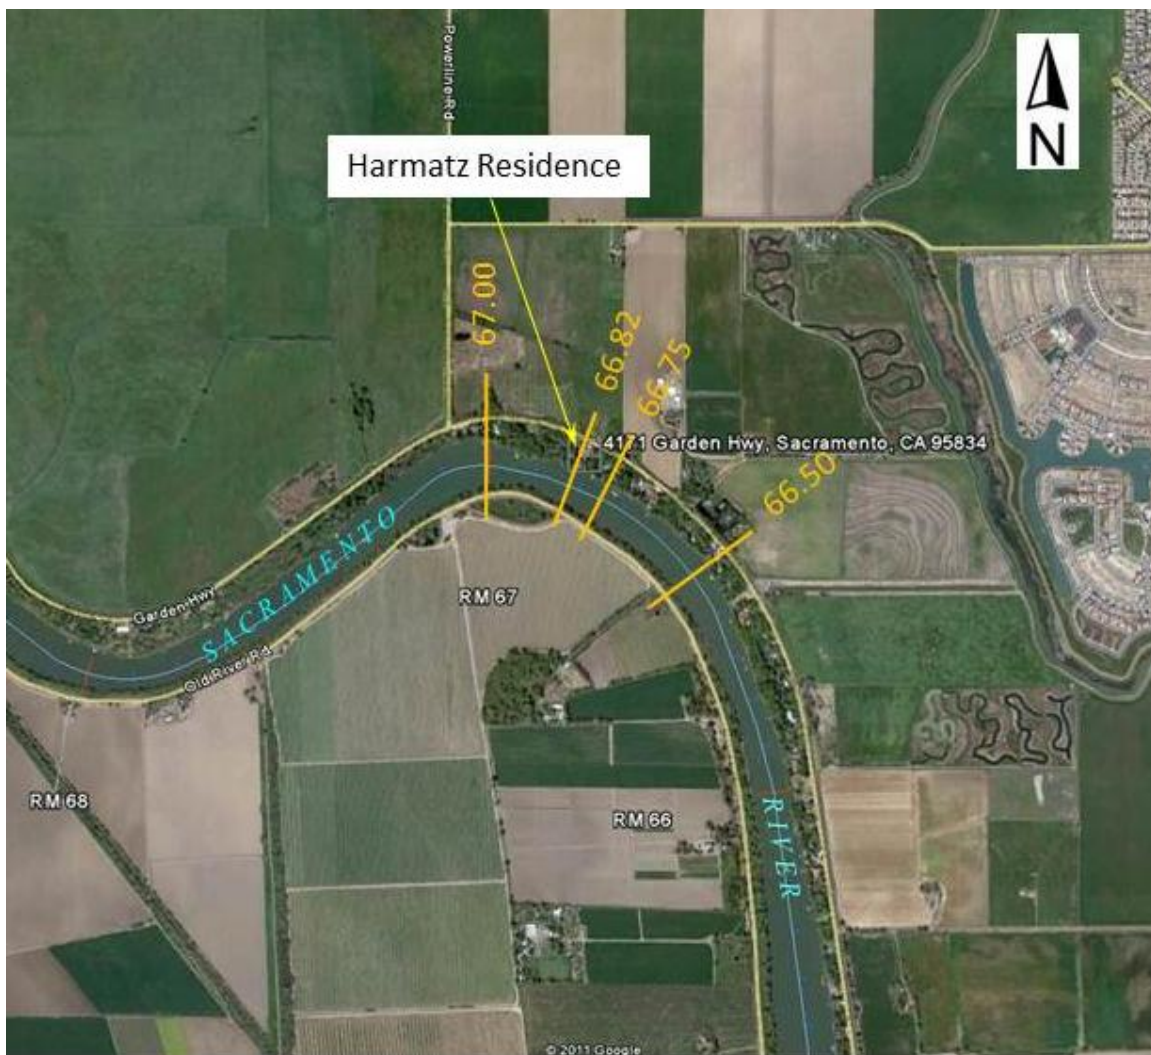 Powerline Rd
N
Harmatz Residence
67.00
66.82
66.75
4171 Garden Hwy, Sacramento, CA 95834
66.50
SACRAMENTO
RM 67
Garden Hwy
Old River Rd
RM 68
RM 66
RIVER
© 2011 Google